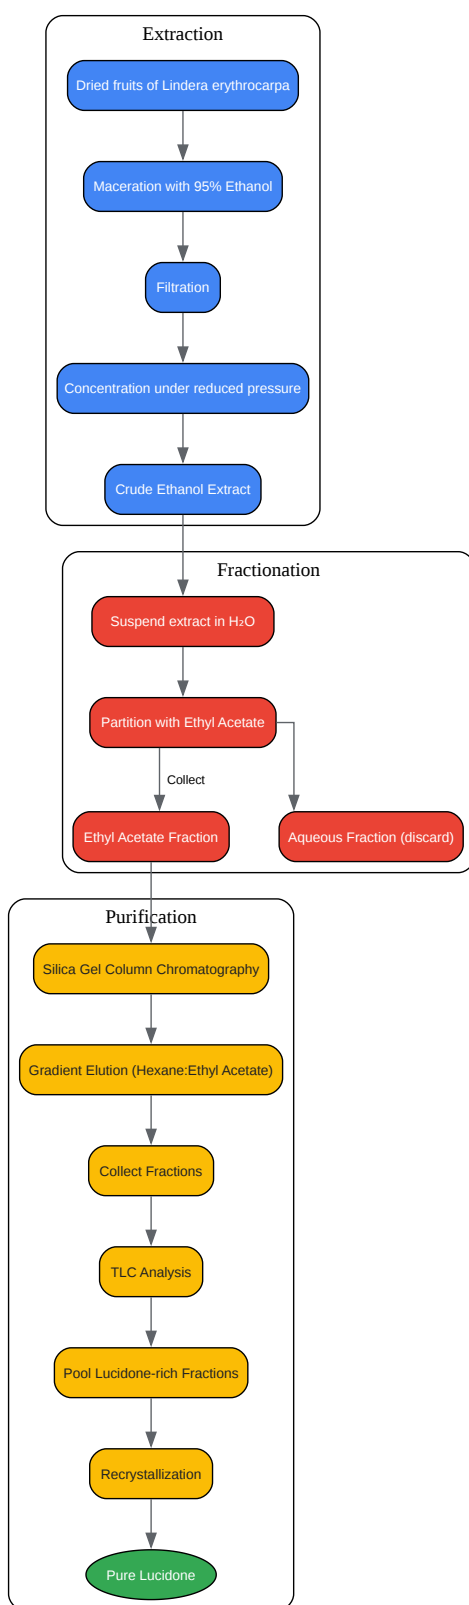 Extraction
Dried fruits of Lindera erythrocarpa
Maceration with 95% Ethanol
Filtration
Concentration under reduced pressure
Crude Ethanol Extract
Fractionation
Suspend extract in H₂O
Partition with Ethyl Acetate
Collect
Ethyl Acetate Fraction
Aqueous Fraction (discard)
Purification
Silica Gel Column Chromatography
Gradient Elution (Hexane:Ethyl Acetate)
Collect Fractions
TLC Analysis
Pool Lucidone-rich Fractions
Recrystallization
Pure Lucidone